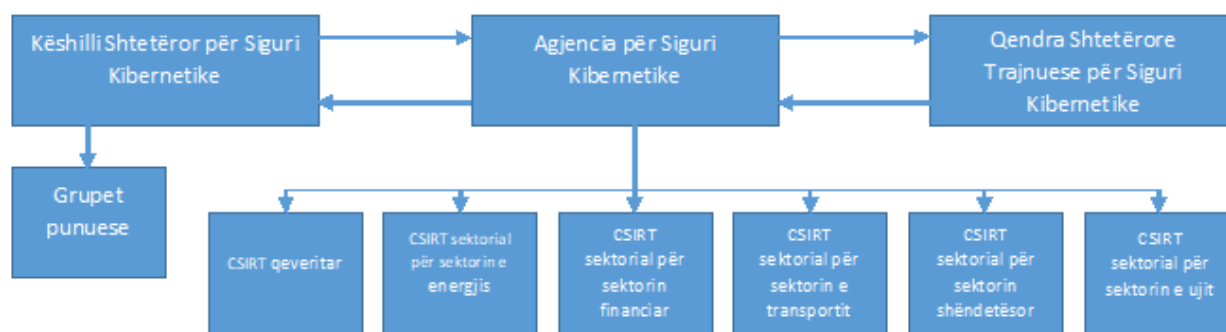 Këshilli Shtetëror për Siguri
Kibernetike
Agjencia për Siguri
Kibernetike
Qendra Shtetërore
Trajnuese për Siguri
Kibernetike
Grupet
punuese
CSIRT qeveritar
CSIRT sektorial
për sektorin e
energjis
CSIRT
sektorial për
sektorin
financiar
CSIRT
sektorial për
sektorin e
transportit
CSIRT
sektorial për
sektorin
shëndetësor
CSIRT
sektorial për
sektorin e ujit